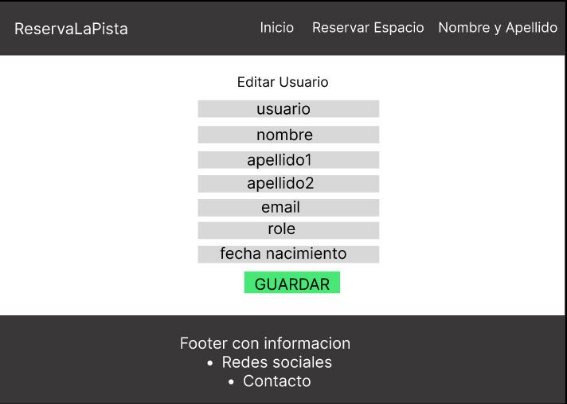 ReservaLaPista Inicio Reservar Espacio Nombre y Apellido
Editar Usuario
usuario
nombre
apellido1
apellido2
email
role
fecha nacimiento
GUARDAR
Footer con informacion
• Redes sociales
• Contacto